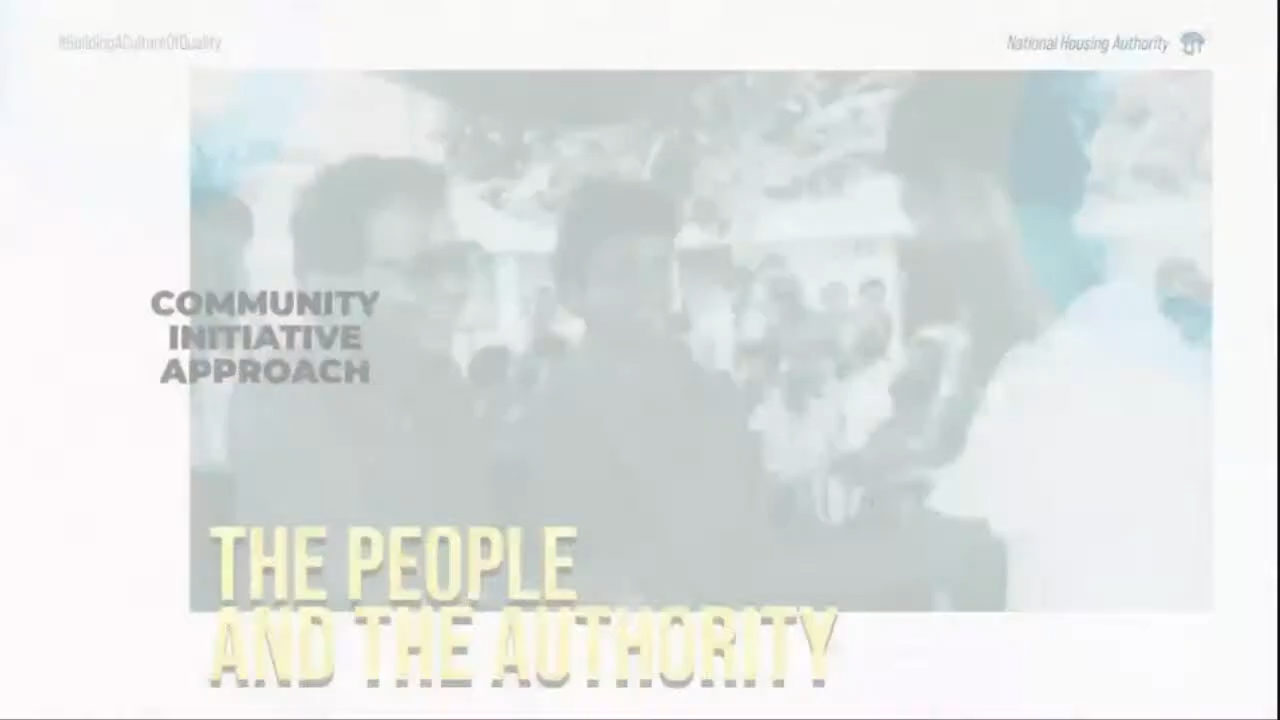 #BuildingACultureOfQuality
National Housing Authority
COMMUNITY
INITIATIVE
APPROACH
THE PEOPLE
AND THE AUTHORITY